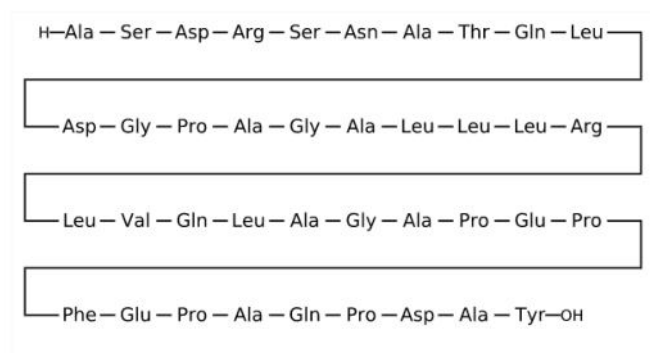 H—Ala — Ser — Asp — Arg — Ser — Asn — Ala — Thr — Gln — Leu
Asp — Gly — Pro — Ala — Gly — Ala — Leu — Leu — Leu — Arg
Leu — Val — Gln — Leu — Ala — Gly — Ala — Pro — Glu — Pro
Phe — Glu — Pro — Ala — Gln — Pro — Asp — Ala — Tyr—OH